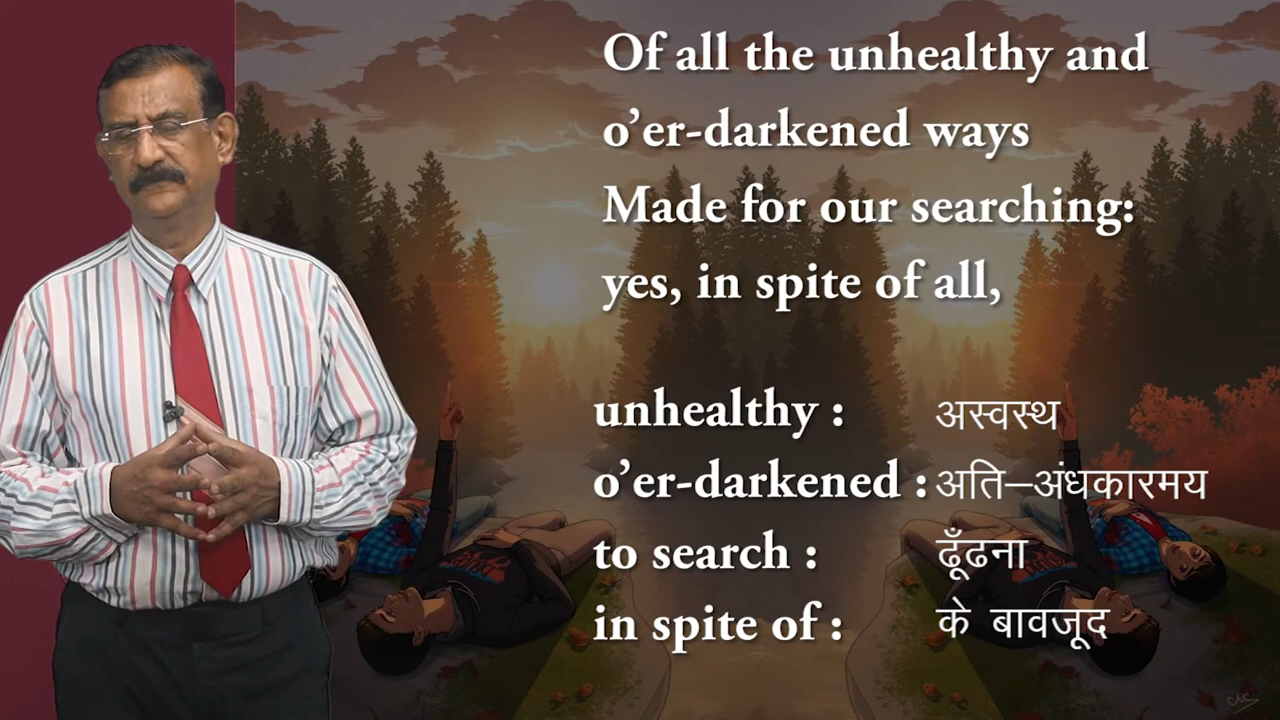 Of all the unhealthy and
o’er-darkened ways
Made for our searching:
yes, in spite of all,
unhealthy : अस्वस्थ
o’er-darkened : अति–अंधकारमय
to search : ढूँढना
in spite of : के बावजूद